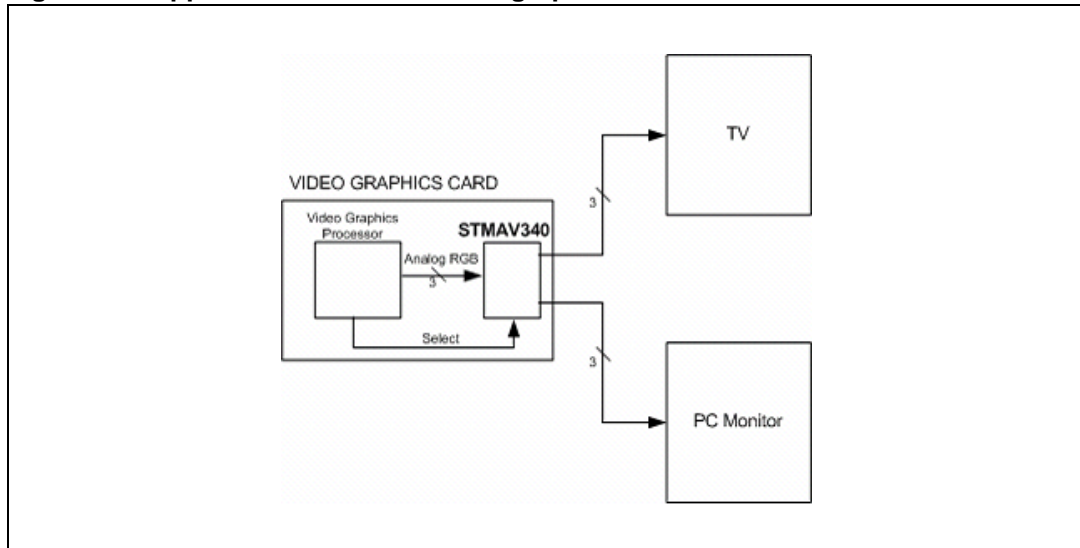 TV
VIDEO GRAPHICS CARD
Video Graphics
Processor
STMAV340
Analog RGB
3
Select
3
3
PC Monitor